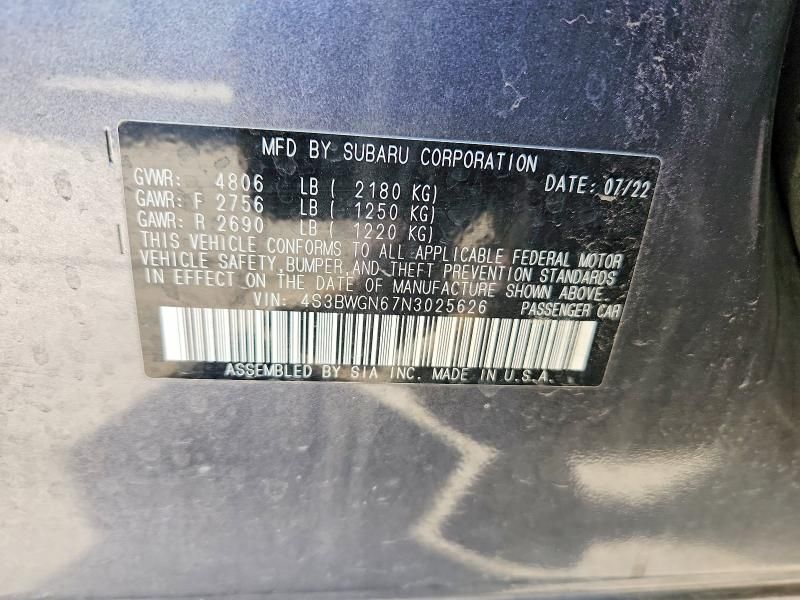 MFD BY SUBARU CORPORATION
GVWR: 4806 LB ( 2180 KG) DATE: 07/22
GAWR: F 2756 LB ( 1250 KG)
GAWR: R 2690 LB ( 1220 KG)
THIS VEHICLE CONFORMS TO ALL APPLICABLE FEDERAL MOTOR
VEHICLE SAFETY,BUMPER,AND THEFT PREVENTION STANDARDS
IN EFFECT ON THE DATE OF MANUFACTURE SHOWN ABOVE.
VIN: 4S3BWGN67N3025626 PASSENGER CAR
ASSEMBLED BY SIA INC. MADE IN U.S.A.